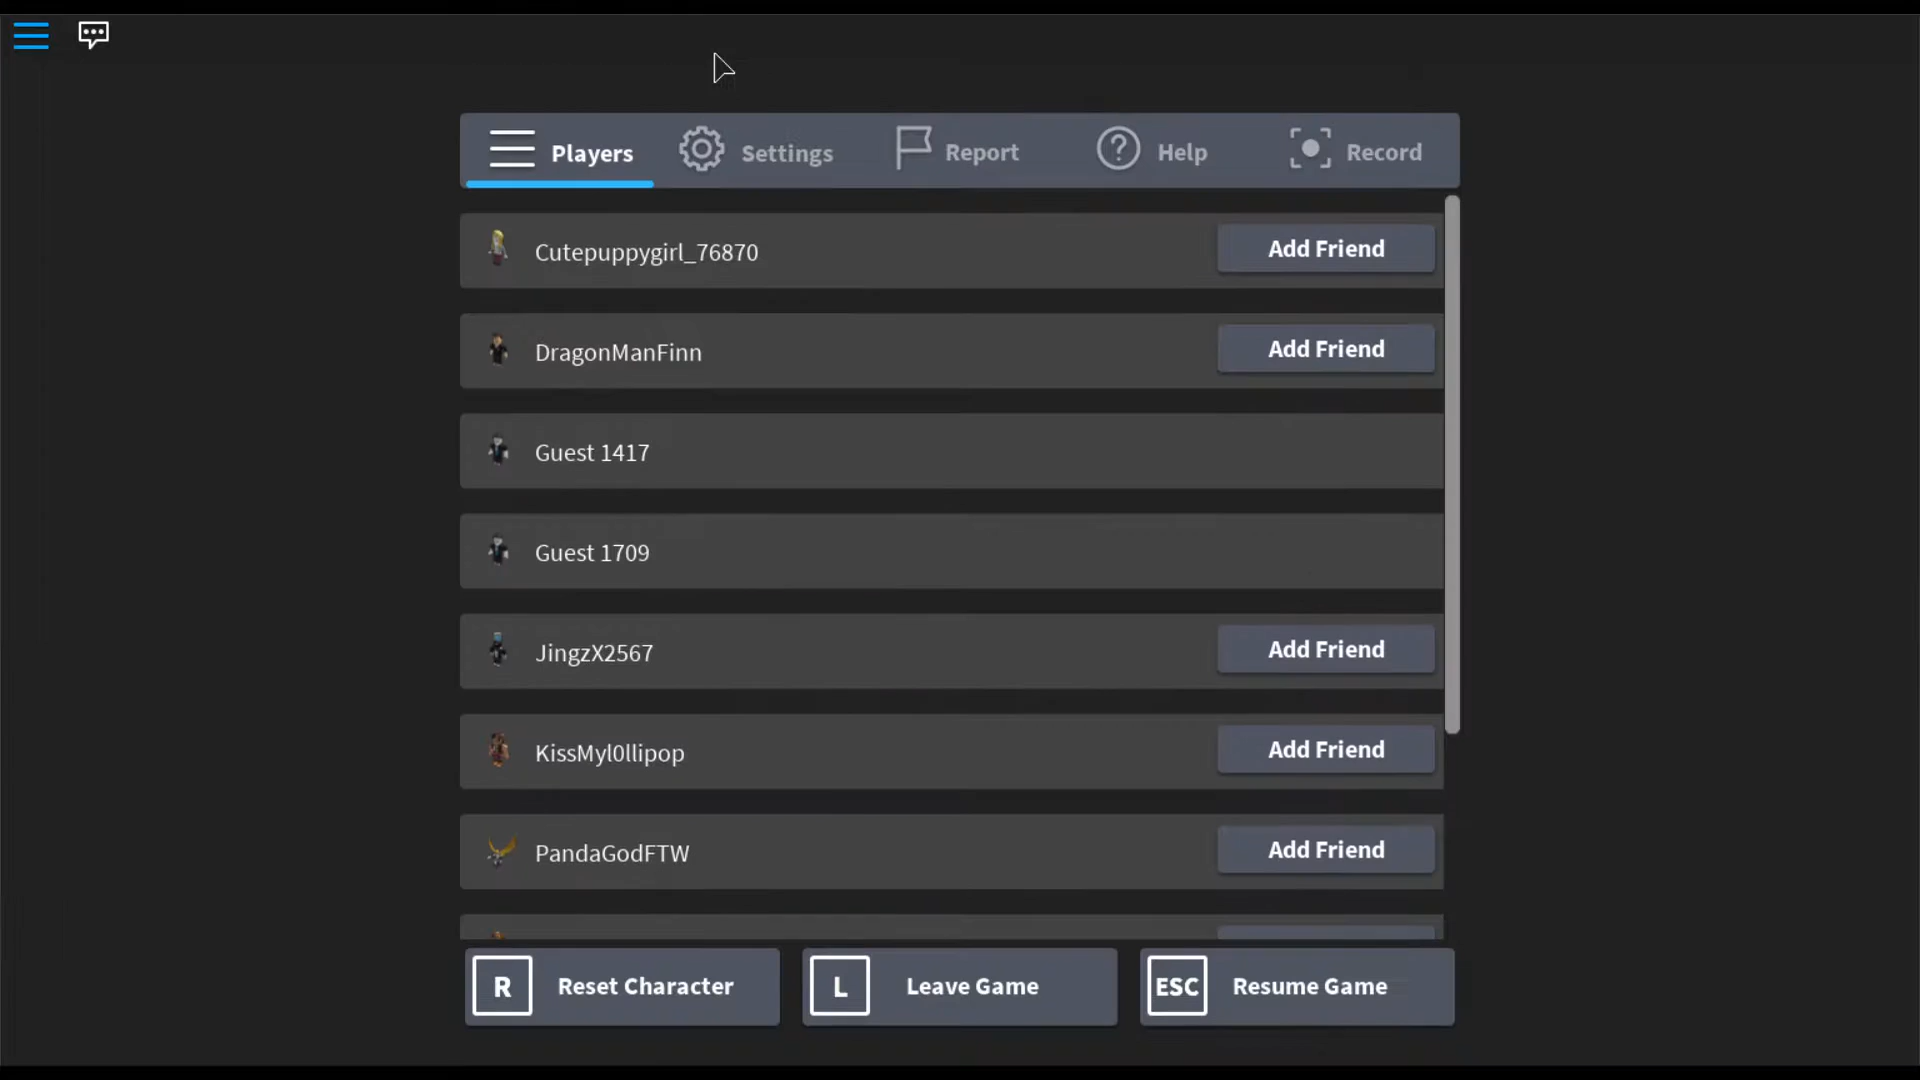 Players Settings Report Help Record
Cutepuppygirl_76870 Add Friend
DragonManFinn Add Friend
Guest 1417
Guest 1709
JingzX2567 Add Friend
KissMyl0llipop Add Friend
PandaGodFTW Add Friend
R Reset Character L Leave Game ESC Resume Game